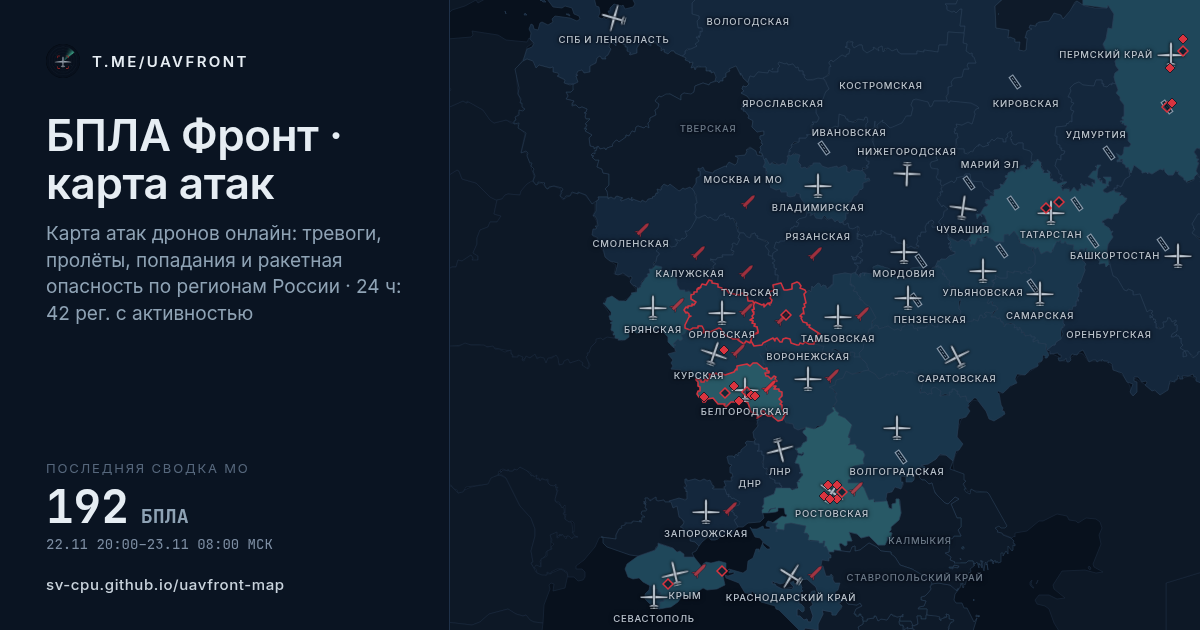 T.ME/UAVFRONT
БПЛА Фронт ·
карта атак
Карта атак дронов онлайн: тревоги,
пролёты, попадания и ракетная
опасность по регионам России · 24 ч:
42 рег. с активностью
ПОСЛЕДНЯЯ СВОДКА МО
192 БПЛА
22.11 20:00–23.11 08:00 МСК
sv-cpu.github.io/uavfront-map
ВОЛОГОДСКАЯ
СПБ И ЛЕНОБЛАСТЬ
ПЕРМСКИЙ КРАЙ
КОСТРОМСКАЯ
ЯРОСЛАВСКАЯ
КИРОВСКАЯ
ТВЕРСКАЯ
ИВАНОВСКАЯ
УДМУРТИЯ
НИЖЕГОРОДСКАЯ
МАРИЙ ЭЛ
МОСКВА И МО
ВЛАДИМИРСКАЯ
ЧУВАШИЯ
ТАТАРСТАН
РЯЗАНСКАЯ
СМОЛЕНСКАЯ
БАШКОРТОСТАН
КАЛУЖСКАЯ
МОРДОВИЯ
ТУЛЬСКАЯ
УЛЬЯНОВСКАЯ
САМАРСКАЯ
ПЕНЗЕНСКАЯ
БРЯНСКАЯ
ОРЛОВСКАЯ
ТАМБОВСКАЯ
ОРЕНБУРГСКАЯ
ВОРОНЕЖСКАЯ
КУРСКАЯ
САРАТОВСКАЯ
БЕЛГОРОДСКАЯ
ЛНР
ВОЛГОГРАДСКАЯ
ДНР
РОСТОВСКАЯ
ЗАПОРОЖСКАЯ
КАЛМЫКИЯ
СТАВРОПОЛЬСКИЙ КРАЙ
КРЫМ
КРАСНОДАРСКИЙ КРАЙ
СЕВАСТОПОЛЬ